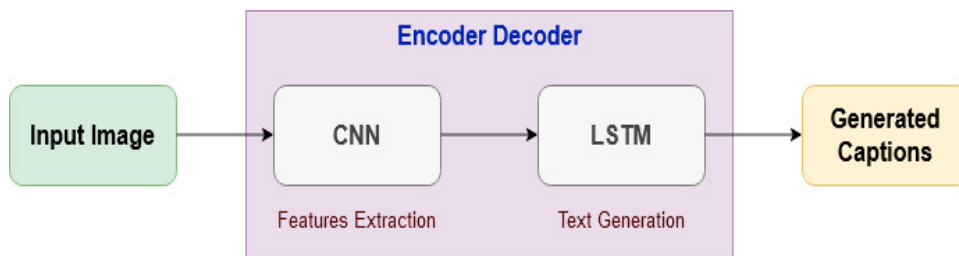 Encoder Decoder
Input Image
CNN
LSTM
Generated
Captions
Features Extraction
Text Generation